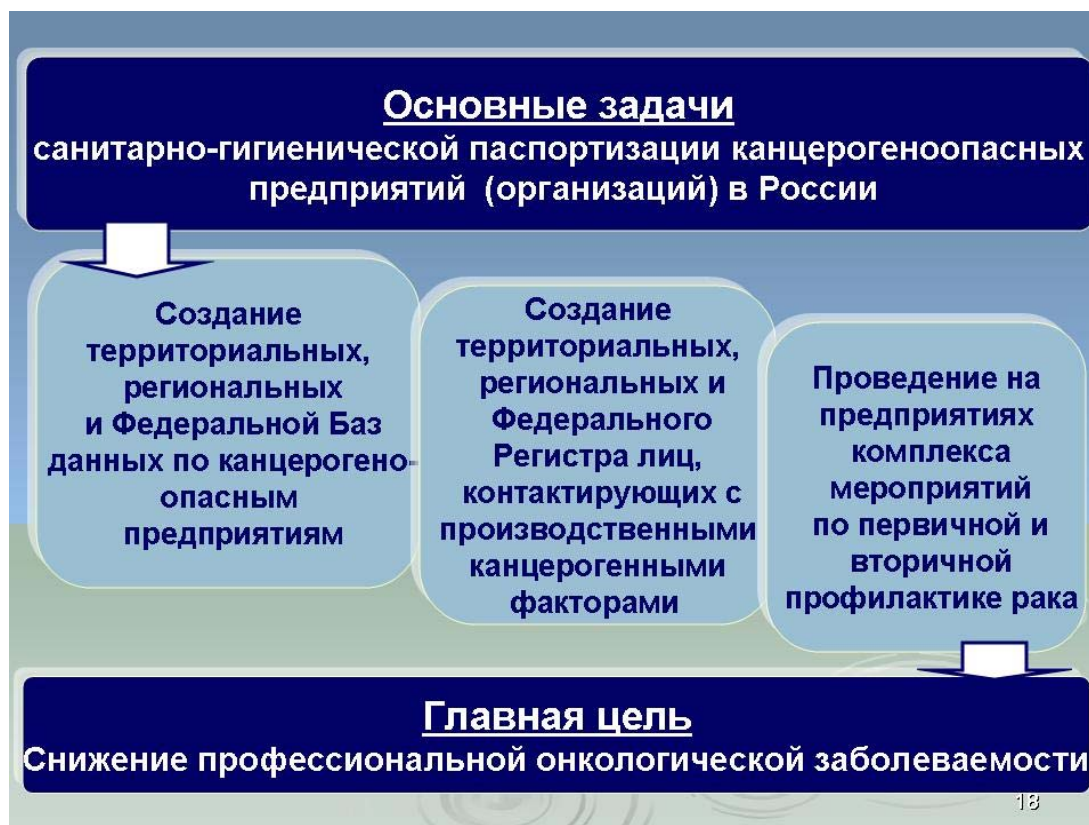 Основные задачи
санитарно-гигиенической паспортизации канцерогеноопасных
предприятий (организаций) в России
Создание
территориальных,
региональных
и Федеральной Баз
данных по канцерогено-
опасным
предприятиям
Создание
территориальных,
региональных и
Федерального
Регистра лиц,
контактирующих с
производственными
канцерогенными
факторами
Проведение на
предприятиях
комплекса
мероприятий
по первичной и
вторичной
профилактике рака
Главная цель
Снижение профессиональной онкологической заболеваемости
18